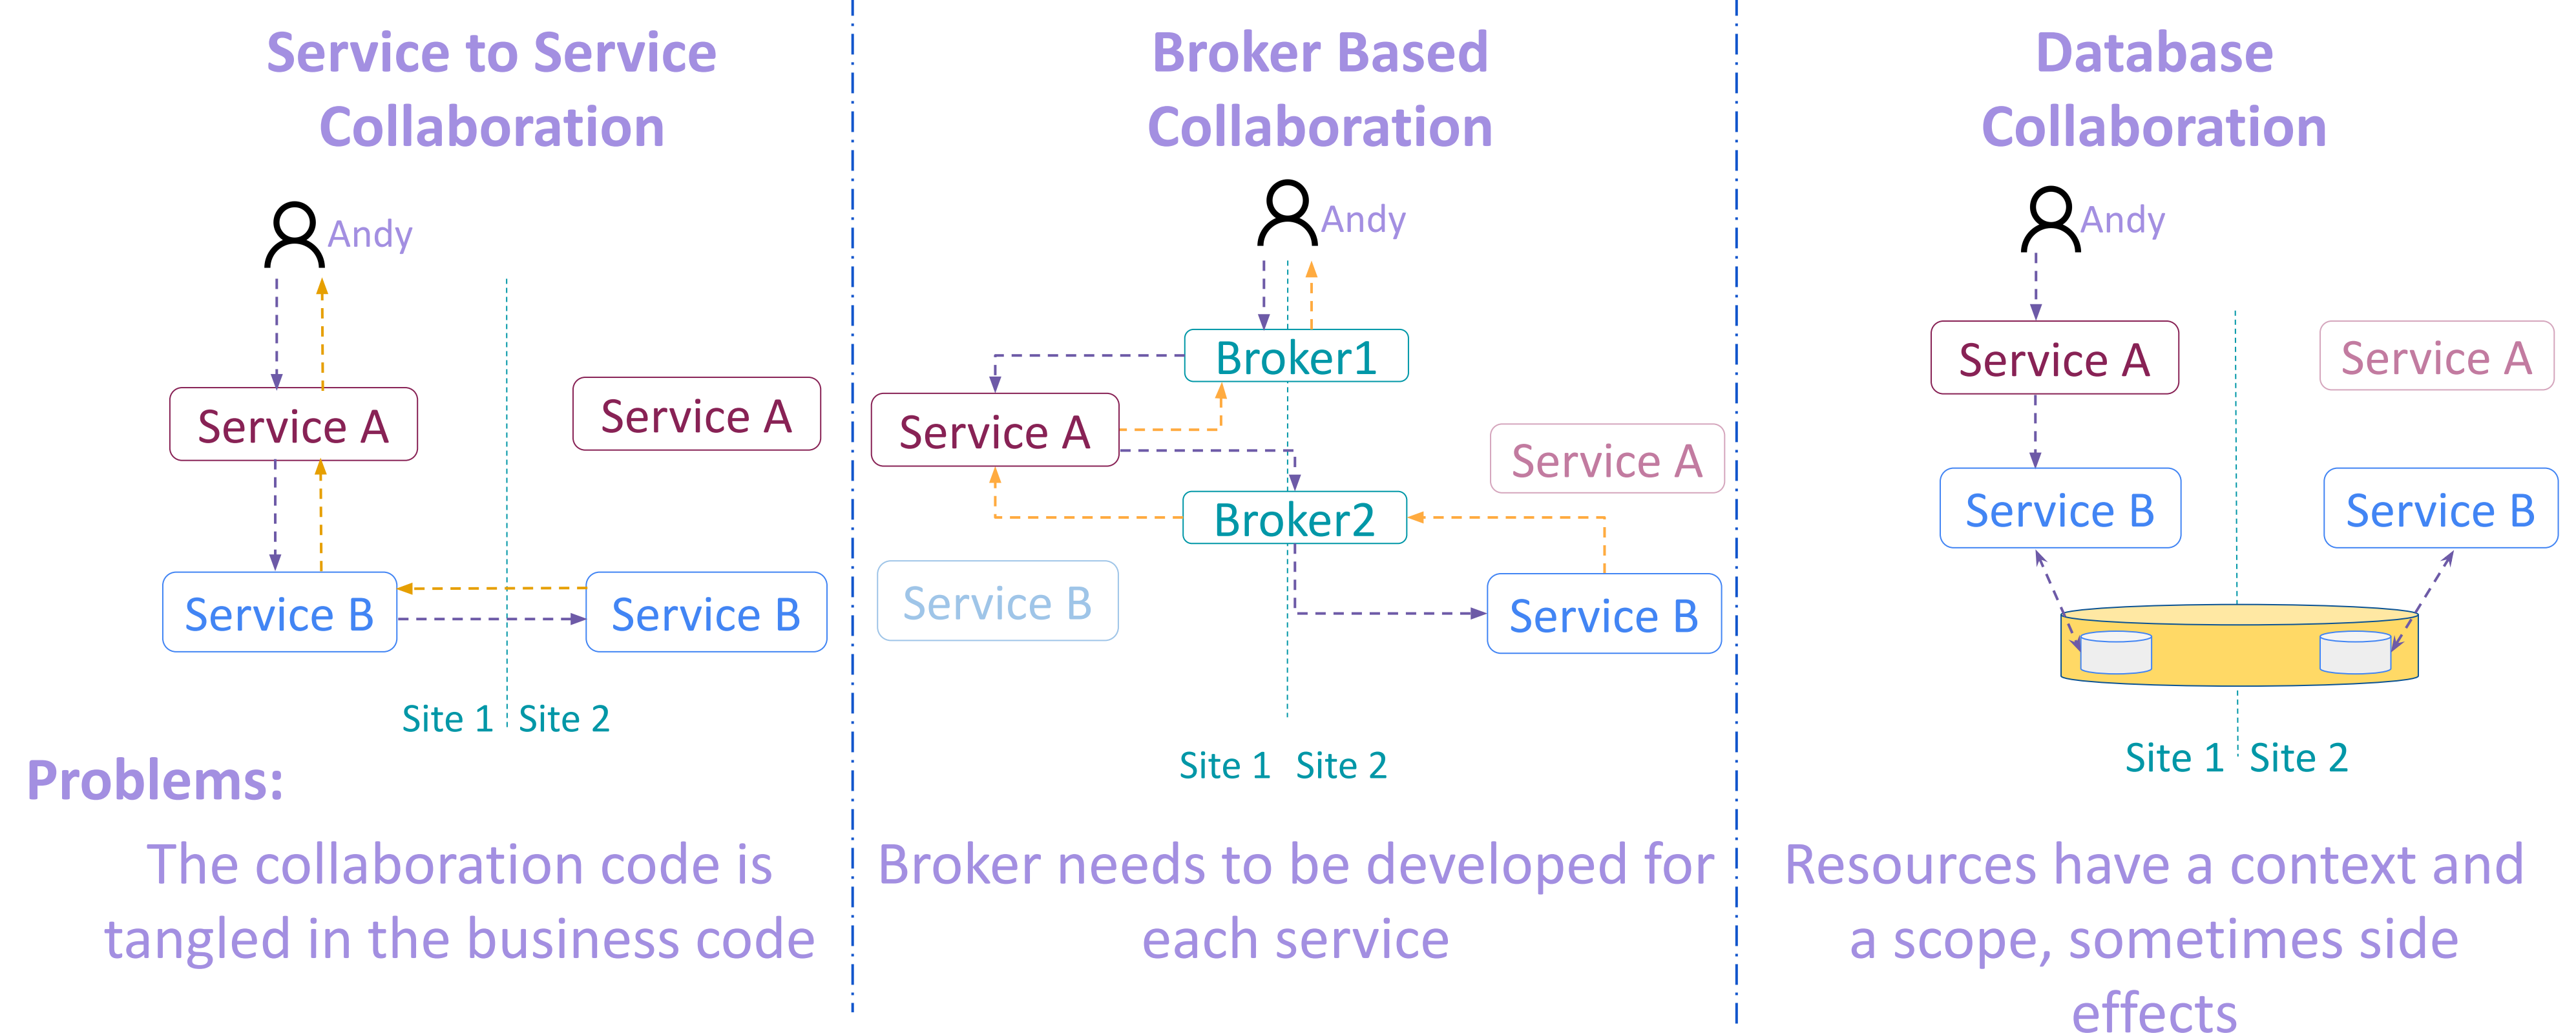 Service to Service
Collaboration
Andy
Service A
Service A
Service B
Service B
Site 1
Site 2
Problems:
The collaboration code is
tangled in the business code
Broker Based
Collaboration
Andy
Broker1
Service A
Service A
Broker2
Service B
Service B
Site 1
Site 2
Broker needs to be developed for
each service
Database
Collaboration
Andy
Service A
Service A
Service B
Service B
Site 1
Site 2
Resources have a context and
a scope, sometimes side
effects